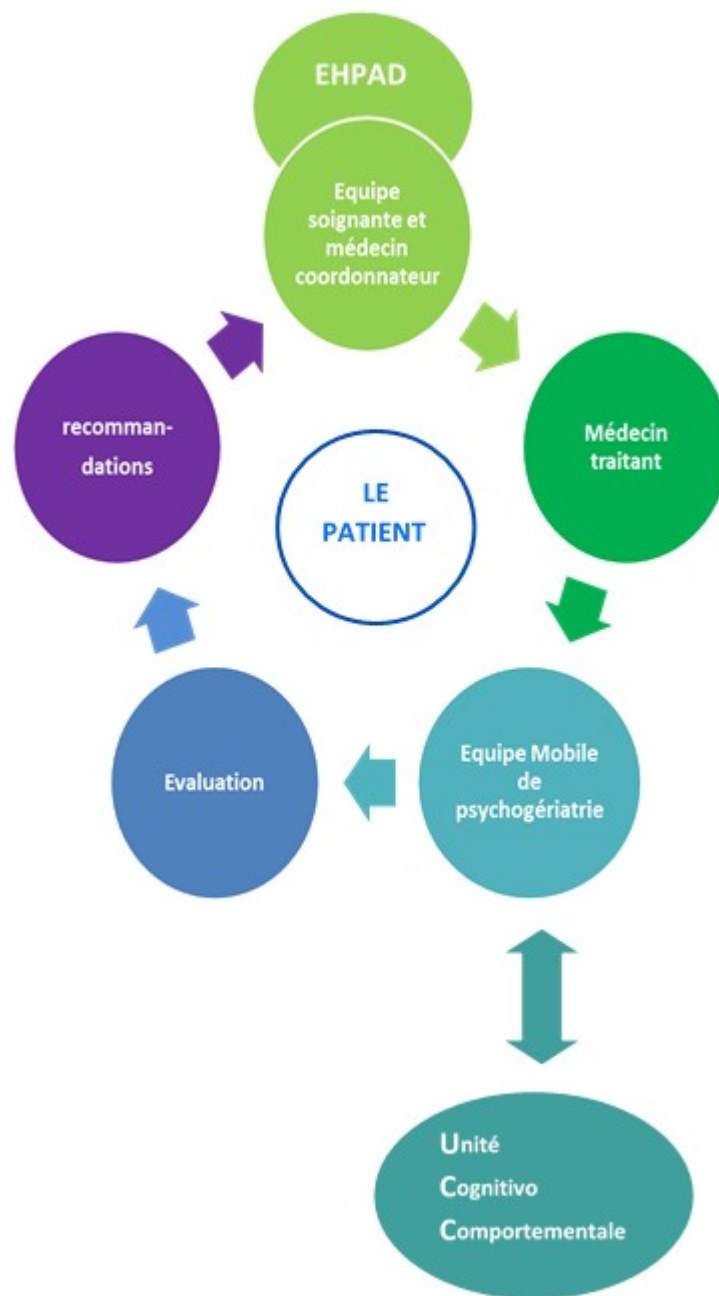 EHPAD
Equipe
soignante et
médecin
coordonnateur
Médecin
traitant
Equipe Mobile
de
psychogériatrie
Evaluation
recomman-
dations
LE
PATIENT
Unité
Cognitivo
Comportementale